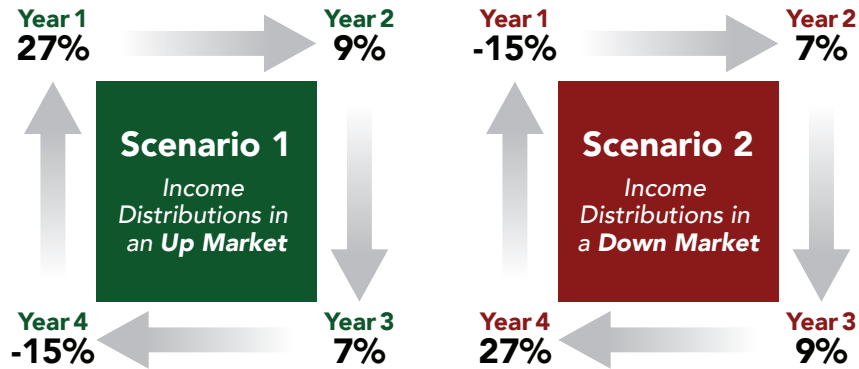 Year 1
27%
Year 2
9%
Scenario 1
Income
Distributions in
an Up Market
Year 4
-15%
Year 3
7%
Year 1
-15%
Year 2
7%
Scenario 2
Income
Distributions in
a Down Market
Year 4
27%
Year 3
9%